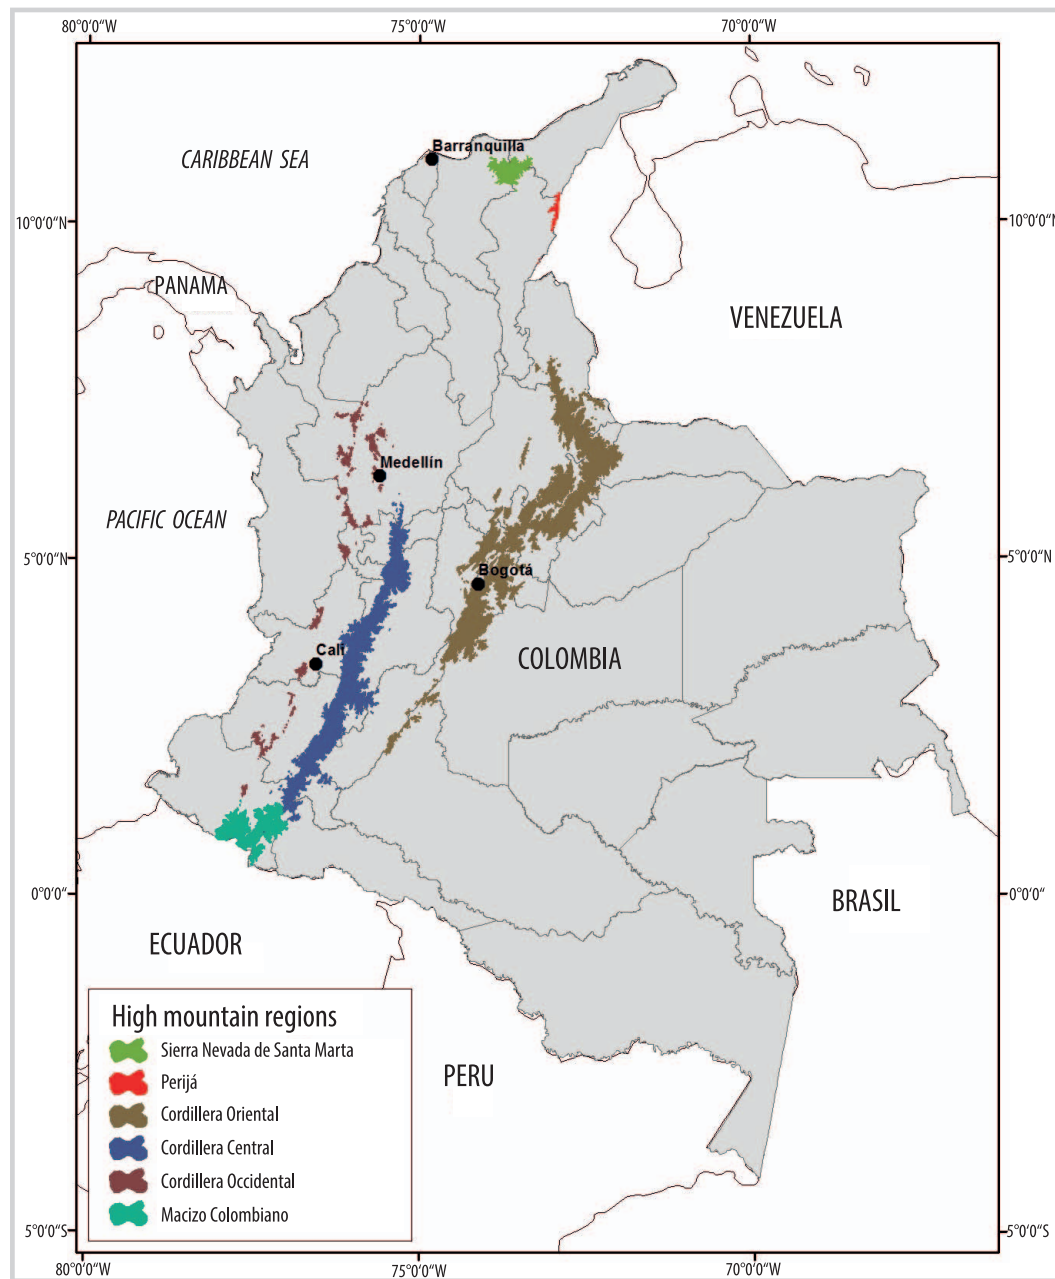 80°0'0"W 75°0'0"W 70°0'0"W
Barranquilla
CARIBBEAN SEA
10°0'0"N 10°0'0"N
PANAMA
VENEZUELA
Medellín
PACIFIC OCEAN
5°0'0"N 5°0'0"N
Bogotá
Cali
COLOMBIA
0°0'0" 0°0'0"
BRASIL
ECUADOR
High mountain regions
Sierra Nevada de Santa Marta
Perijá
Cordillera Oriental
Cordillera Central
Cordillera Occidental
Macizo Colombiano
PERU
5°0'0"S 5°0'0"S
80°0'0"W 75°0'0"W 70°0'0"W